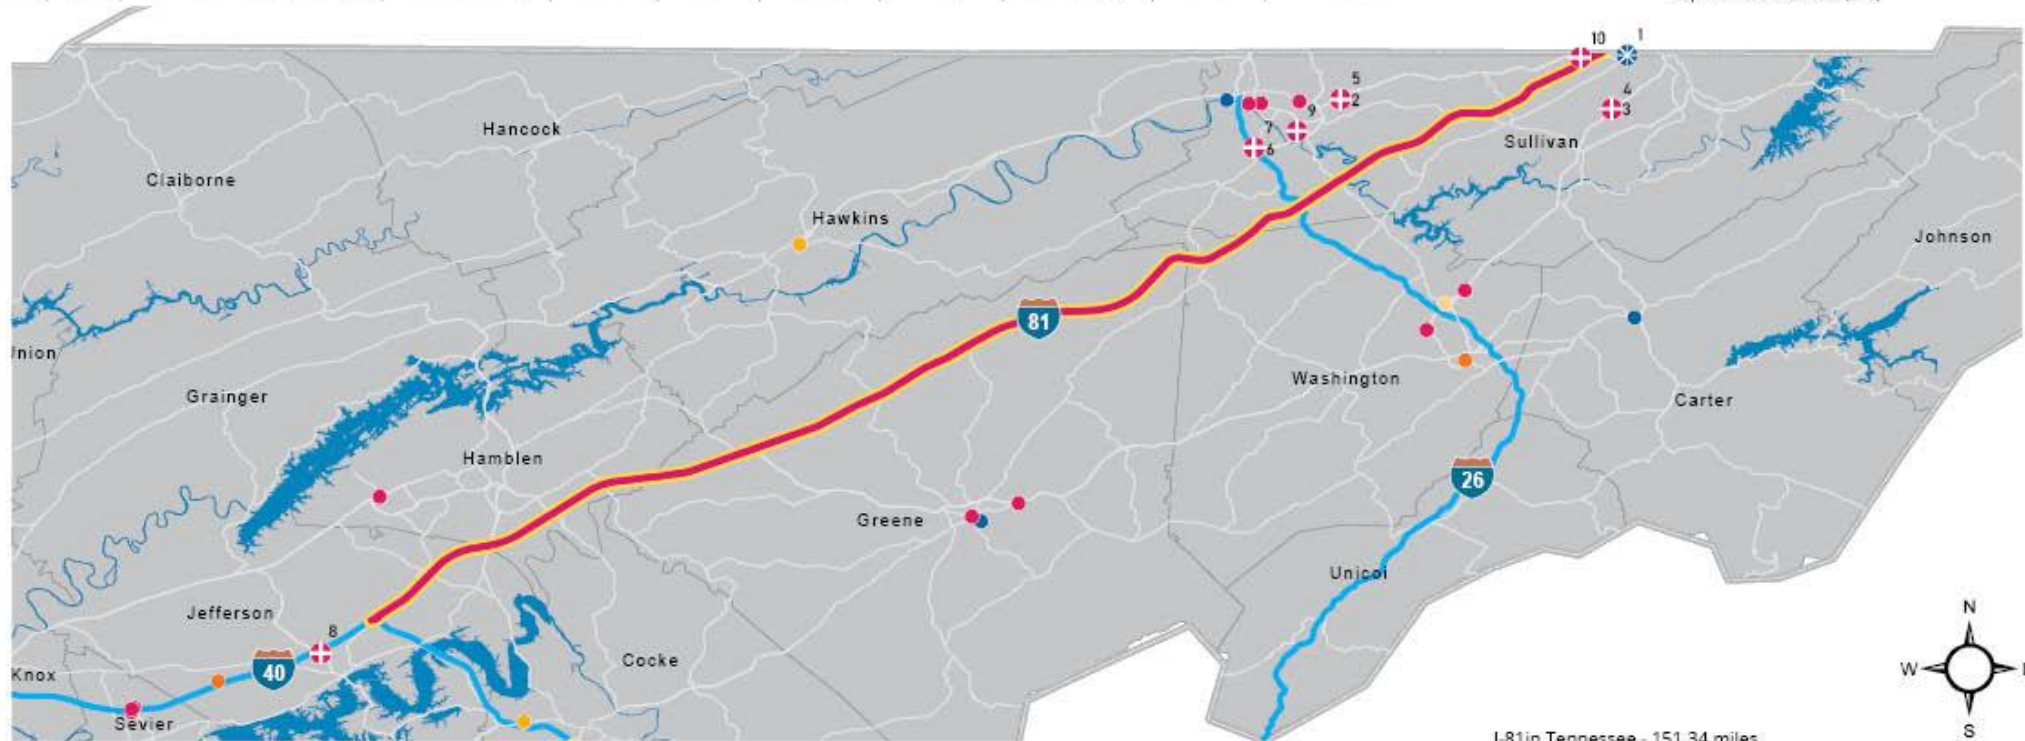 10
1
5
2
4
3
9
7
6
Hancock
Sullivan
Claiborne
Hawkins
Johnson
81
Grainger
Washington
Carter
Hamblen
26
Greene
Unicoi
Jefferson
8
N
W
S
Cocke
40
Knox
Sevier
I-81in Tennessee - 151.34 miles